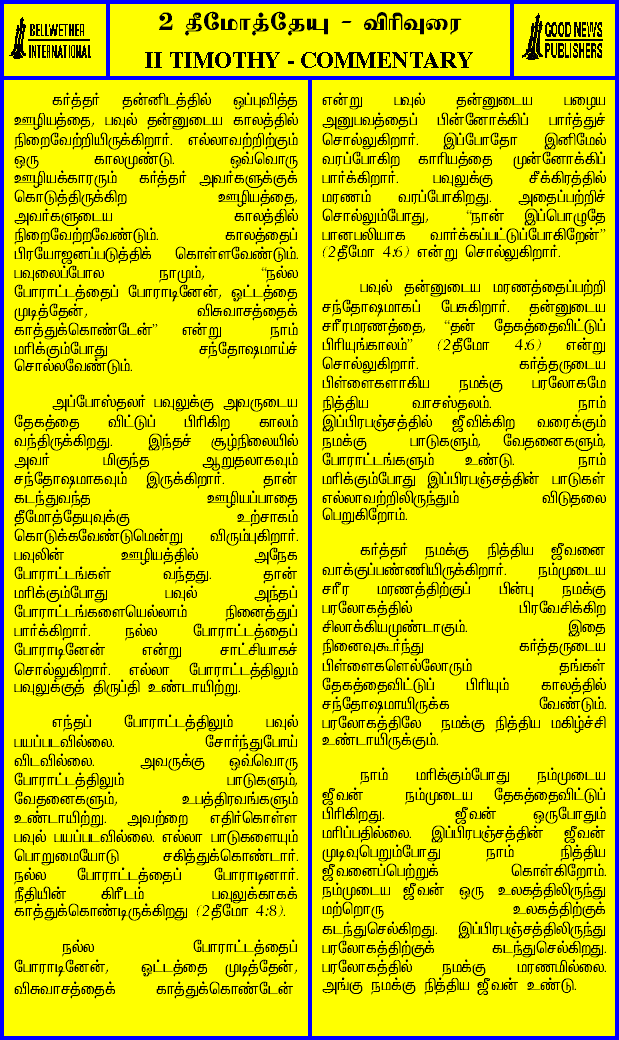 BELLWETHER
INTERNATIONAL
2 தீமோத்தேயு - விரிவுரை
II TIMOTHY - COMMENTARY
GOOD NEWS
PUBLISHERS
கர்த்தர் தன்னிடத்தில் ஒப்புவித்த
ஊழியத்தை, பவுல் தன்னுடைய காலத்தில்
நிறைவேற்றியிருக்கிறார். எல்லாவற்றிற்கும்
ஒரு காலமுண்டு. ஒவ்வொரு
ஊழியக்காரரும் கர்த்தர் அவர்களுக்குக்
கொடுத்திருக்கிற ஊழியத்தை,
அவர்களுடைய காலத்தில்
நிறைவேற்றவேண்டும். காலத்தைப்
பிரயோஜனப்படுத்திக் கொள்ளவேண்டும்.
பவுலைப்போல நாமும், “நல்ல
போராட்டத்தைப் போராடினேன், ஓட்டத்தை
முடித்தேன், விசுவாசத்தைக்
காத்துக்கொண்டேன்” என்று நாம்
மரிக்கும்போது சந்தோஷமாய்ச்
சொல்லவேண்டும்.
அப்போஸ்தலர் பவுலுக்கு அவருடைய
தேகத்தை விட்டுப் பிரிகிற காலம்
வந்திருக்கிறது. இந்தச் சூழ்நிலையில்
அவர் மிகுந்த ஆறுதலாகவும்
சந்தோஷமாகவும் இருக்கிறார். தான்
கடந்துவந்த ஊழியப்பாதை
தீமோத்தேயுவுக்கு உற்சாகம்
கொடுக்கவேண்டுமென்று விரும்புகிறார்.
பவுலின் ஊழியத்தில் அநேக
போராட்டங்கள் வந்தது. தான்
மரிக்கும்போது பவுல் அந்தப்
போராட்டங்களையெல்லாம் நினைத்துப்
பார்க்கிறார். நல்ல போராட்டத்தைப்
போராடினேன் என்று சாட்சியாகச்
சொல்லுகிறார். எல்லா போராட்டத்திலும்
பவுலுக்குத் திருப்தி உண்டாயிற்று.
எந்தப் போராட்டத்திலும் பவுல்
பயப்படவில்லை. சோர்ந்துபோய்
விடவில்லை. அவருக்கு ஒவ்வொரு
போராட்டத்திலும் பாடுகளும்,
வேதனைகளும், உபத்திரவங்களும்
உண்டாயிற்று. அவற்றை எதிர்கொள்ள
பவுல் பயப்படவில்லை. எல்லா பாடுகளையும்
பொறுமையோடு சகித்துக்கொண்டார்.
நல்ல போராட்டத்தைப் போராடினார்.
நீதியின் கிரீடம் பவுலுக்காகக்
காத்துக்கொண்டிருக்கிறது (2தீமோ 4:8).
நல்ல போராட்டத்தைப்
போராடினேன், ஓட்டத்தை முடித்தேன்,
விசுவாசத்தைக் காத்துக்கொண்டேன்
என்று பவுல் தன்னுடைய பழைய
அனுபவத்தைப் பின்னோக்கிப் பார்த்துச்
சொல்லுகிறார். இப்போதோ இனிமேல்
வரப்போகிற காரியத்தை முன்னோக்கிப்
பார்க்கிறார். பவுலுக்கு சீக்கிரத்தில்
மரணம் வரப்போகிறது. அதைப்பற்றிச்
சொல்லும்போது, “நான் இப்பொழுதே
பானபலியாக வார்க்கப்பட்டுப்போகிறேன்”
(2தீமோ 4:6) என்று சொல்லுகிறார்.
பவுல் தன்னுடைய மரணத்தைப்பற்றி
சந்தோஷமாகப் பேசுகிறார். தன்னுடைய
சரீரமரணத்தை, “தன் தேகத்தைவிட்டுப்
பிரியுங்காலம்” (2தீமோ 4:6) என்று
சொல்லுகிறார். கர்த்தருடைய
பிள்ளைகளாகிய நமக்கு பரலோகமே
நித்திய வாசஸ்தலம். நாம்
இப்பிரபஞ்சத்தில் ஜீவிக்கிற வரைக்கும்
நமக்கு பாடுகளும், வேதனைகளும்,
போராட்டங்களும் உண்டு. நாம்
மரிக்கும்போது இப்பிரபஞ்சத்தின் பாடுகள்
எல்லாவற்றிலிருந்தும் விடுதலை
பெறுகிறோம்.
கர்த்தர் நமக்கு நித்திய ஜீவனை
வாக்குப்பண்ணியிருக்கிறார். நம்முடைய
சரீர மரணத்திற்குப் பின்பு நமக்கு
பரலோகத்தில் பிரவேசிக்கிற
சிலாக்கியமுண்டாகும். இதை
நினைவுகூர்ந்து கர்த்தருடைய
பிள்ளைகளெல்லோரும் தங்கள்
தேகத்தைவிட்டுப் பிரியும் காலத்தில்
சந்தோஷமாயிருக்க வேண்டும்.
பரலோகத்திலே நமக்கு நித்திய மகிழ்ச்சி
உண்டாயிருக்கும்.
நாம் மரிக்கும்போது நம்முடைய
ஜீவன் நம்முடைய தேகத்தைவிட்டுப்
பிரிகிறது. ஜீவன் ஒருபோதும்
மரிப்பதில்லை. இப்பிரபஞ்சத்தின் ஜீவன்
முடிவுபெறும்போது நாம் நித்திய
ஜீவனைப்பெற்றுக் கொள்கிறோம்.
நம்முடைய ஜீவன் ஒரு உலகத்திலிருந்து
மற்றொரு உலகத்திற்குக்
கடந்துசெல்கிறது. இப்பிரபஞ்சத்திலிருந்து
பரலோகத்திற்குக் கடந்துசெல்கிறது.
பரலோகத்தில் நமக்கு மரணமில்லை.
அங்கு நமக்கு நித்திய ஜீவன் உண்டு.